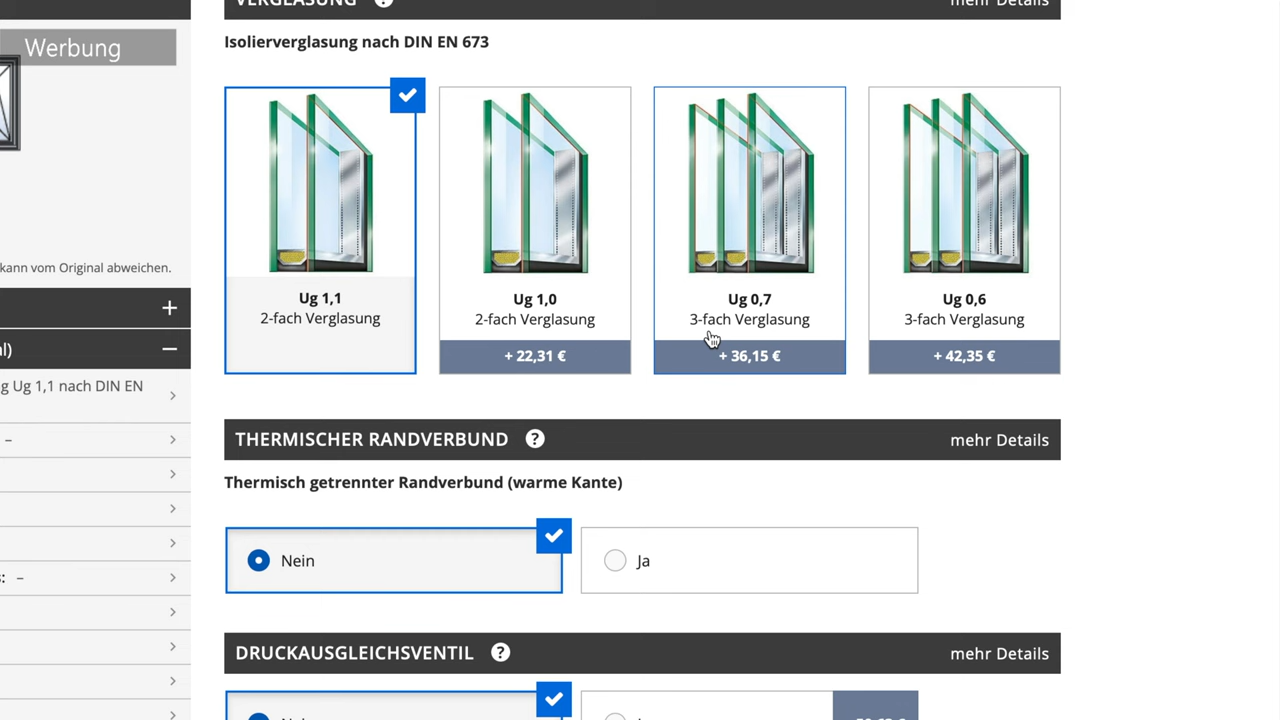 VERGLASUNG ?
mehr Details
Werbung
Isolierverglasung nach DIN EN 673
Ug 1,1
2-fach Verglasung
Ug 1,0
2-fach Verglasung
+ 22,31 €
Ug 0,7
3-fach Verglasung
+ 36,15 €
Ug 0,6
3-fach Verglasung
+ 42,35 €
kann vom Original abweichen.
+
l)
–
g Ug 1,1 nach DIN EN
–
s: –
THERMISCHER RANDVERBUND ?
mehr Details
Thermisch getrennter Randverbund (warme Kante)
Nein
Ja
DRUCKAUSGLEICHSVENTIL ?
mehr Details